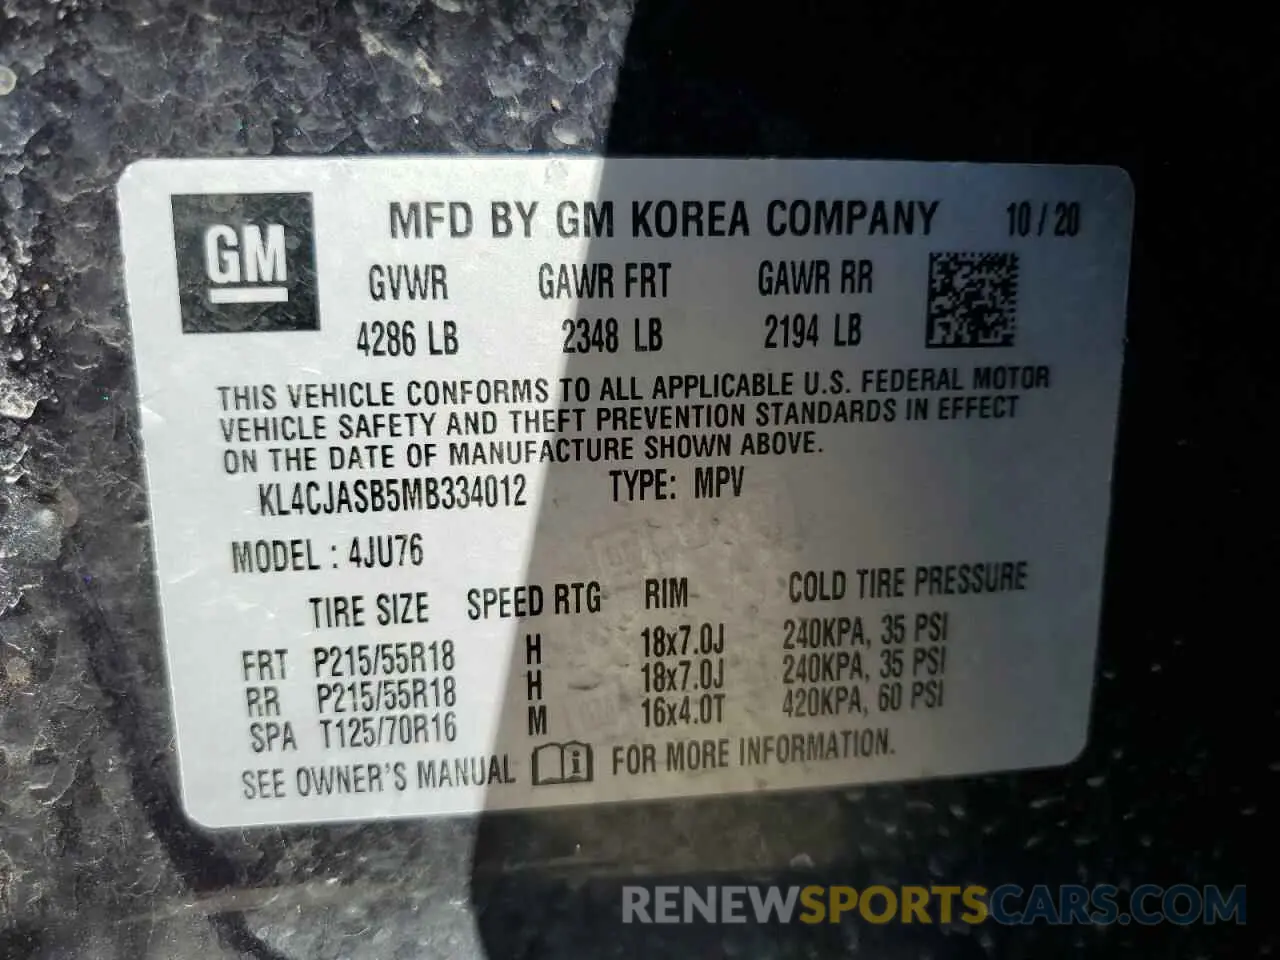 GM MFD BY GM KOREA COMPANY 10/20
GVWR GAWR FRT GAWR RR
4286 LB 2348 LB 2194 LB
THIS VEHICLE CONFORMS TO ALL APPLICABLE U.S. FEDERAL MOTOR
VEHICLE SAFETY AND THEFT PREVENTION STANDARDS IN EFFECT
ON THE DATE OF MANUFACTURE SHOWN ABOVE.
KL4CJASB5MB334012 TYPE: MPV
MODEL : 4JU76
TIRE SIZE SPEED RTG RIM COLD TIRE PRESSURE
FRT P215/55R18 H 18x7.0J 240KPA, 35 PSI
RR P215/55R18 H 18x7.0J 240KPA, 35 PSI
SPA T125/70R16 M 16x4.0T 420KPA, 60 PSI
SEE OWNER'S MANUAL i FOR MORE INFORMATION.
RENEWSPORTSCARS.COM